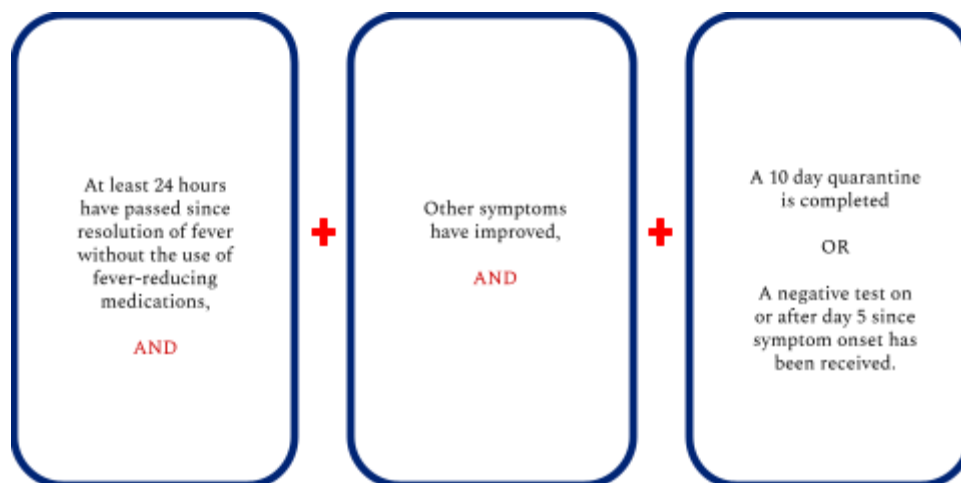 At least 24 hours
have passed since
resolution of fever
without the use of
fever-reducing
medications,
AND
Other symptoms
have improved,
AND
A 10 day quarantine
is completed
OR
A negative test on
or after day 5 since
symptom onset has
been received.